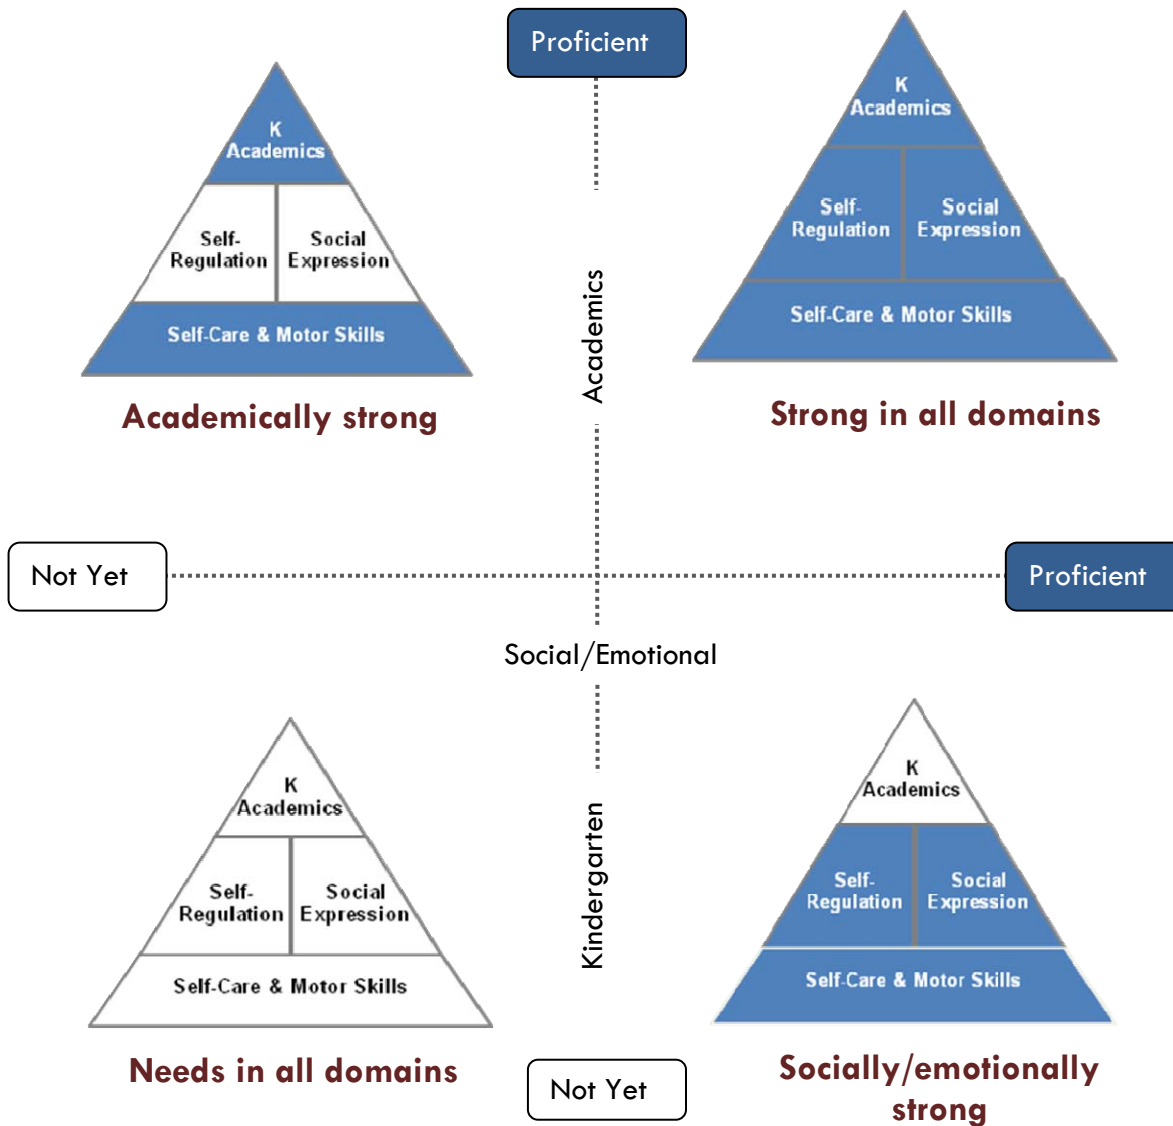 Proficient
K
Academics
Self-
Regulation
Social
Expression
Self-Care & Motor Skills
Academically strong
K
Academics
Self-
Regulation
Social
Expression
Self-Care & Motor Skills
Strong in all domains
Academics
Not Yet
Proficient
Social/Emotional
K
Academics
Self-
Regulation
Social
Expression
Self-Care & Motor Skills
Needs in all domains
Kindergarten
K
Academics
Self-
Regulation
Social
Expression
Self-Care & Motor Skills
Socially/emotionally
strong
Not Yet